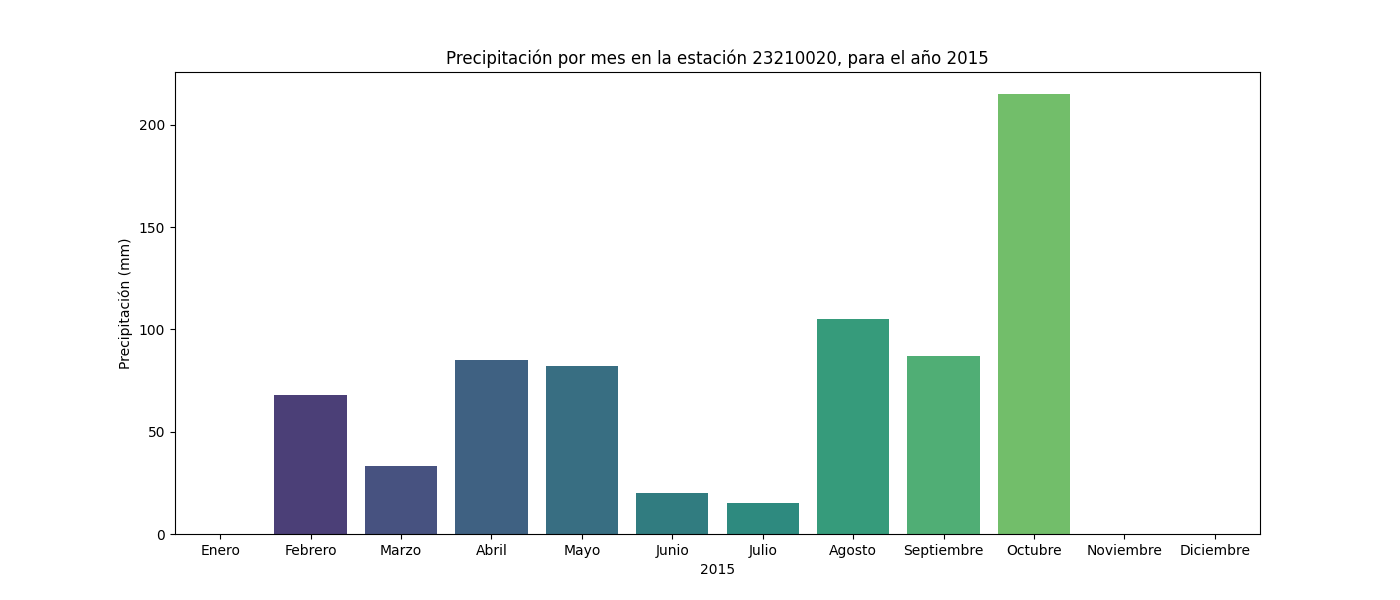 Precipitación por mes en la estación 23210020, para el año 2015
Precipitación (mm)
200
150
100
50
0
Enero Febrero Marzo Abril Mayo Junio Julio Agosto Septiembre Octubre Noviembre Diciembre
2015